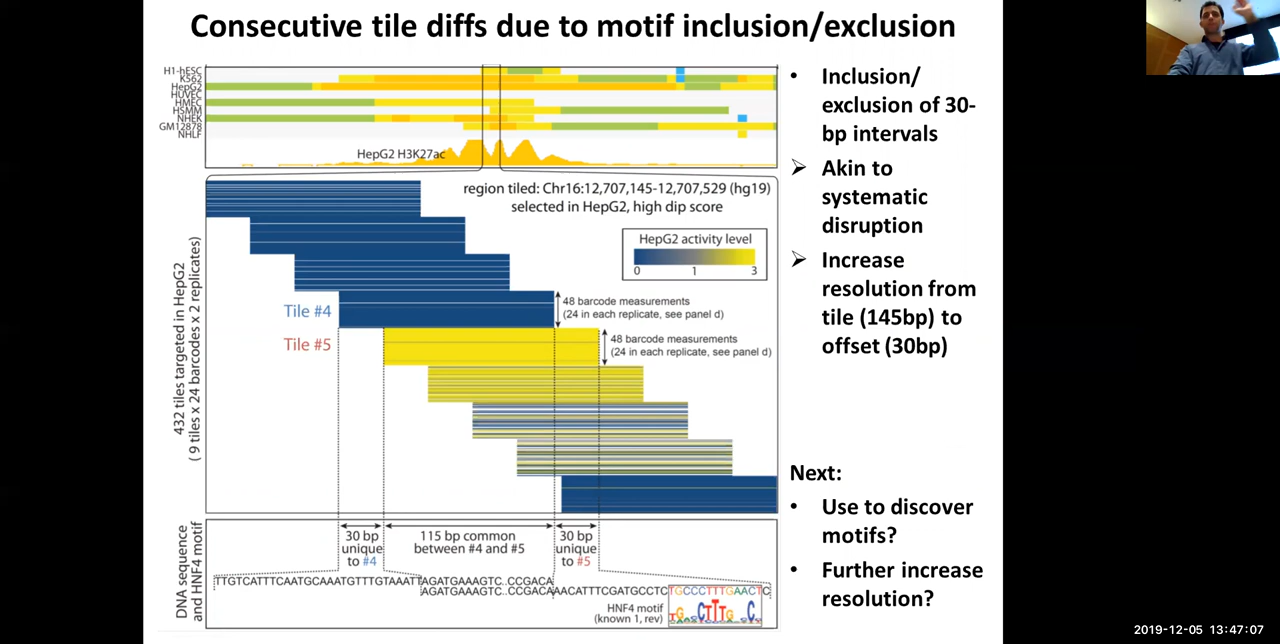 Consecutive tile diffs due to motif inclusion/exclusion
H1-hESC
K562
HepG2
HUVEC
HMEC
HSMM
NHEK
GM12878
NHLF
HepG2 H3K27ac
region tiled: Chr16:12,707,145-12,707,529 (hg19)
selected in HepG2, high dip score
HepG2 activity level
0 1 3
432 tiles targeted in HepG2
( 9 tiles x 24 barcodes x 2 replicates)
Tile #4
48 barcode measurements
(24 in each replicate, see panel d)
Tile #5
48 barcode measurements
(24 in each replicate, see panel d)
30 bp
unique
to #4
115 bp common
between #4 and #5
30 bp
unique
to #5
DNA sequence
and HNF4 motif
TTGTCATTTCAATGCAAATGTTTGTAAATTAGATGAAAGTC..CCGACA
AGATGAAAGTC..CCGACAAACATTTCGATGCCTCTGCCCTTTGAACTC
HNF4 motif
(known 1, rev)
• Inclusion/
exclusion of 30-
bp intervals
➢ Akin to
systematic
disruption
➢ Increase
resolution from
tile (145bp) to
offset (30bp)
Next:
• Use to discover
motifs?
• Further increase
resolution?
2019-12-05 13:47:07